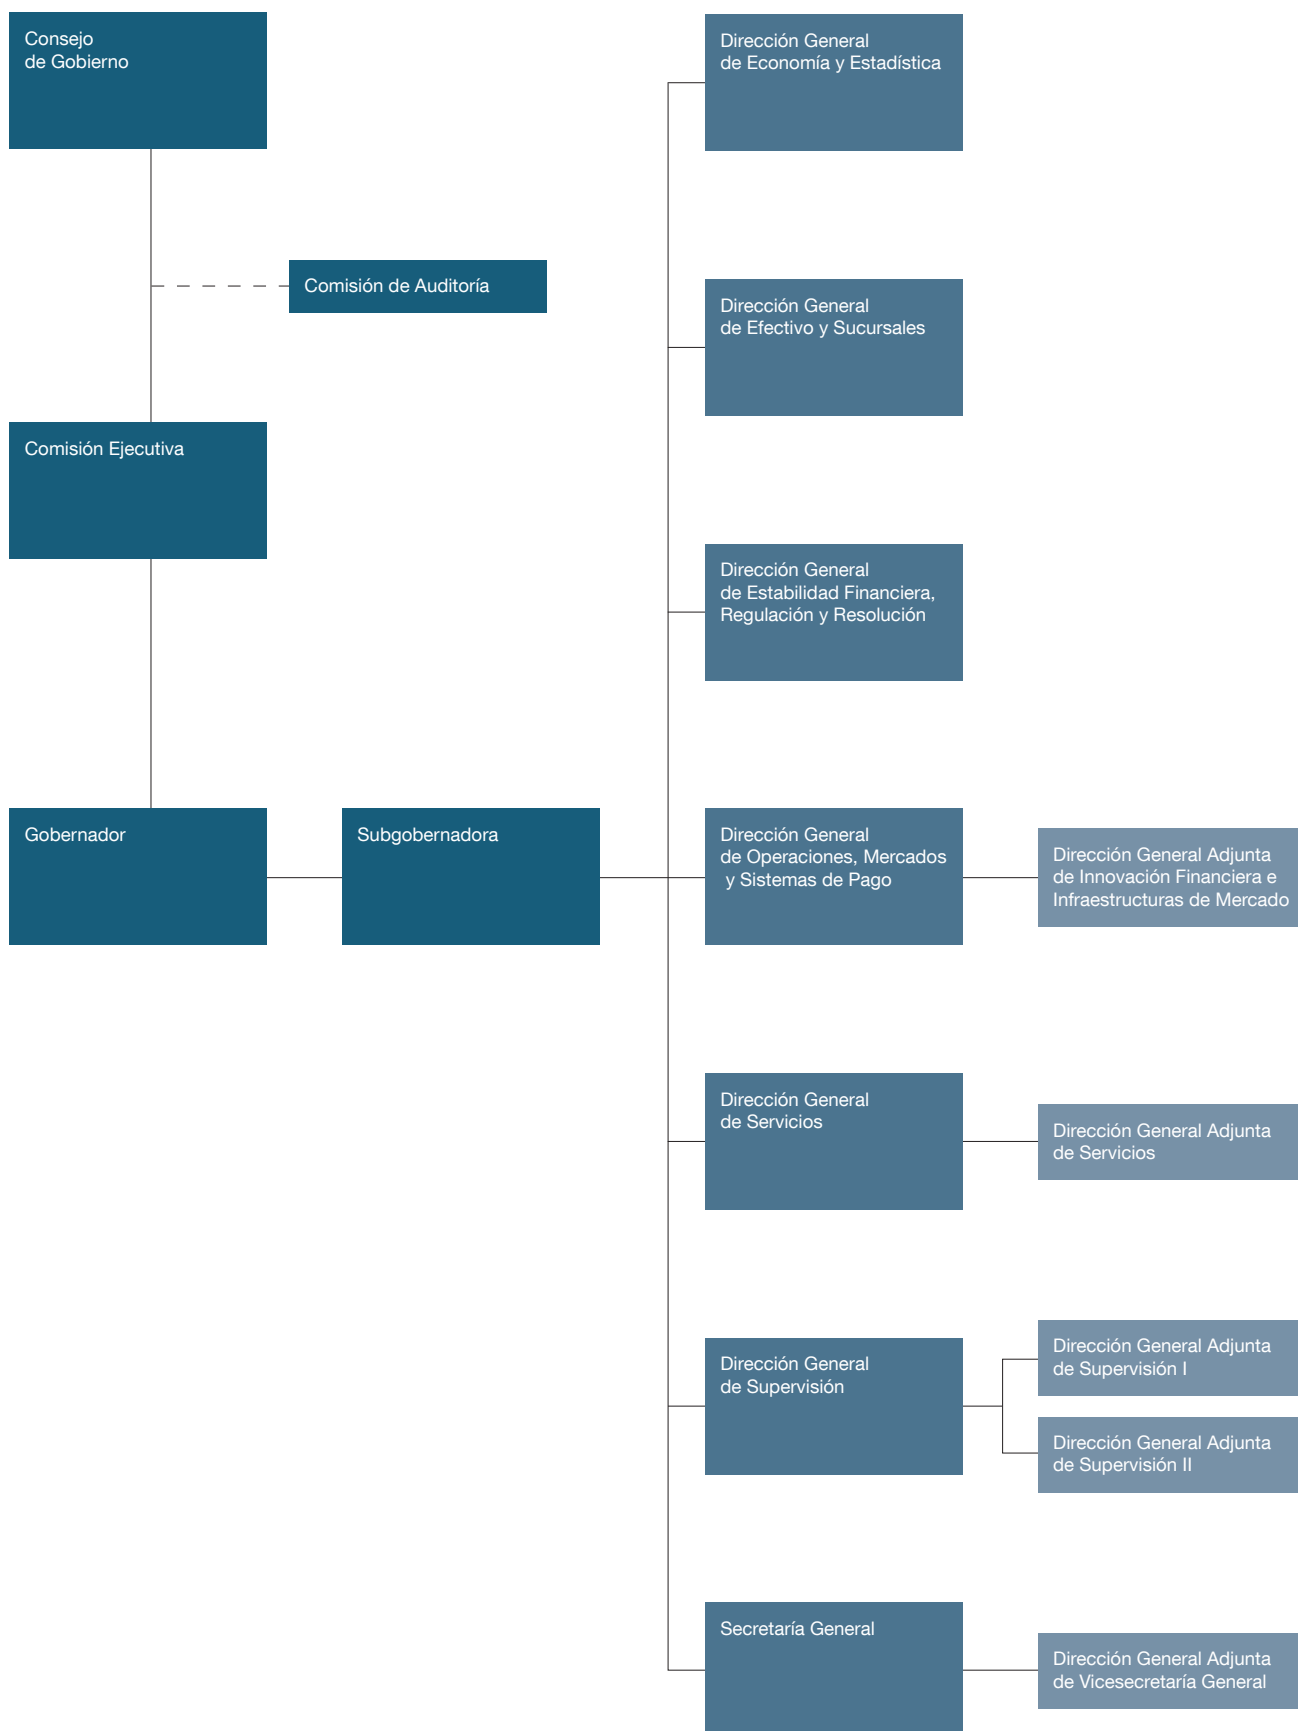 Consejo
de Gobierno
Comisión de Auditoría
Comisión Ejecutiva
Gobernador
Subgobernadora
Dirección General
de Economía y Estadística
Dirección General
de Efectivo y Sucursales
Dirección General
de Estabilidad Financiera,
Regulación y Resolución
Dirección General
de Operaciones, Mercados
y Sistemas de Pago
Dirección General Adjunta
de Innovación Financiera e
Infraestructuras de Mercado
Dirección General
de Servicios
Dirección General Adjunta
de Servicios
Dirección General
de Supervisión
Dirección General Adjunta
de Supervisión I
Dirección General Adjunta
de Supervisión II
Secretaría General
Dirección General Adjunta
de Vicesecretaría General